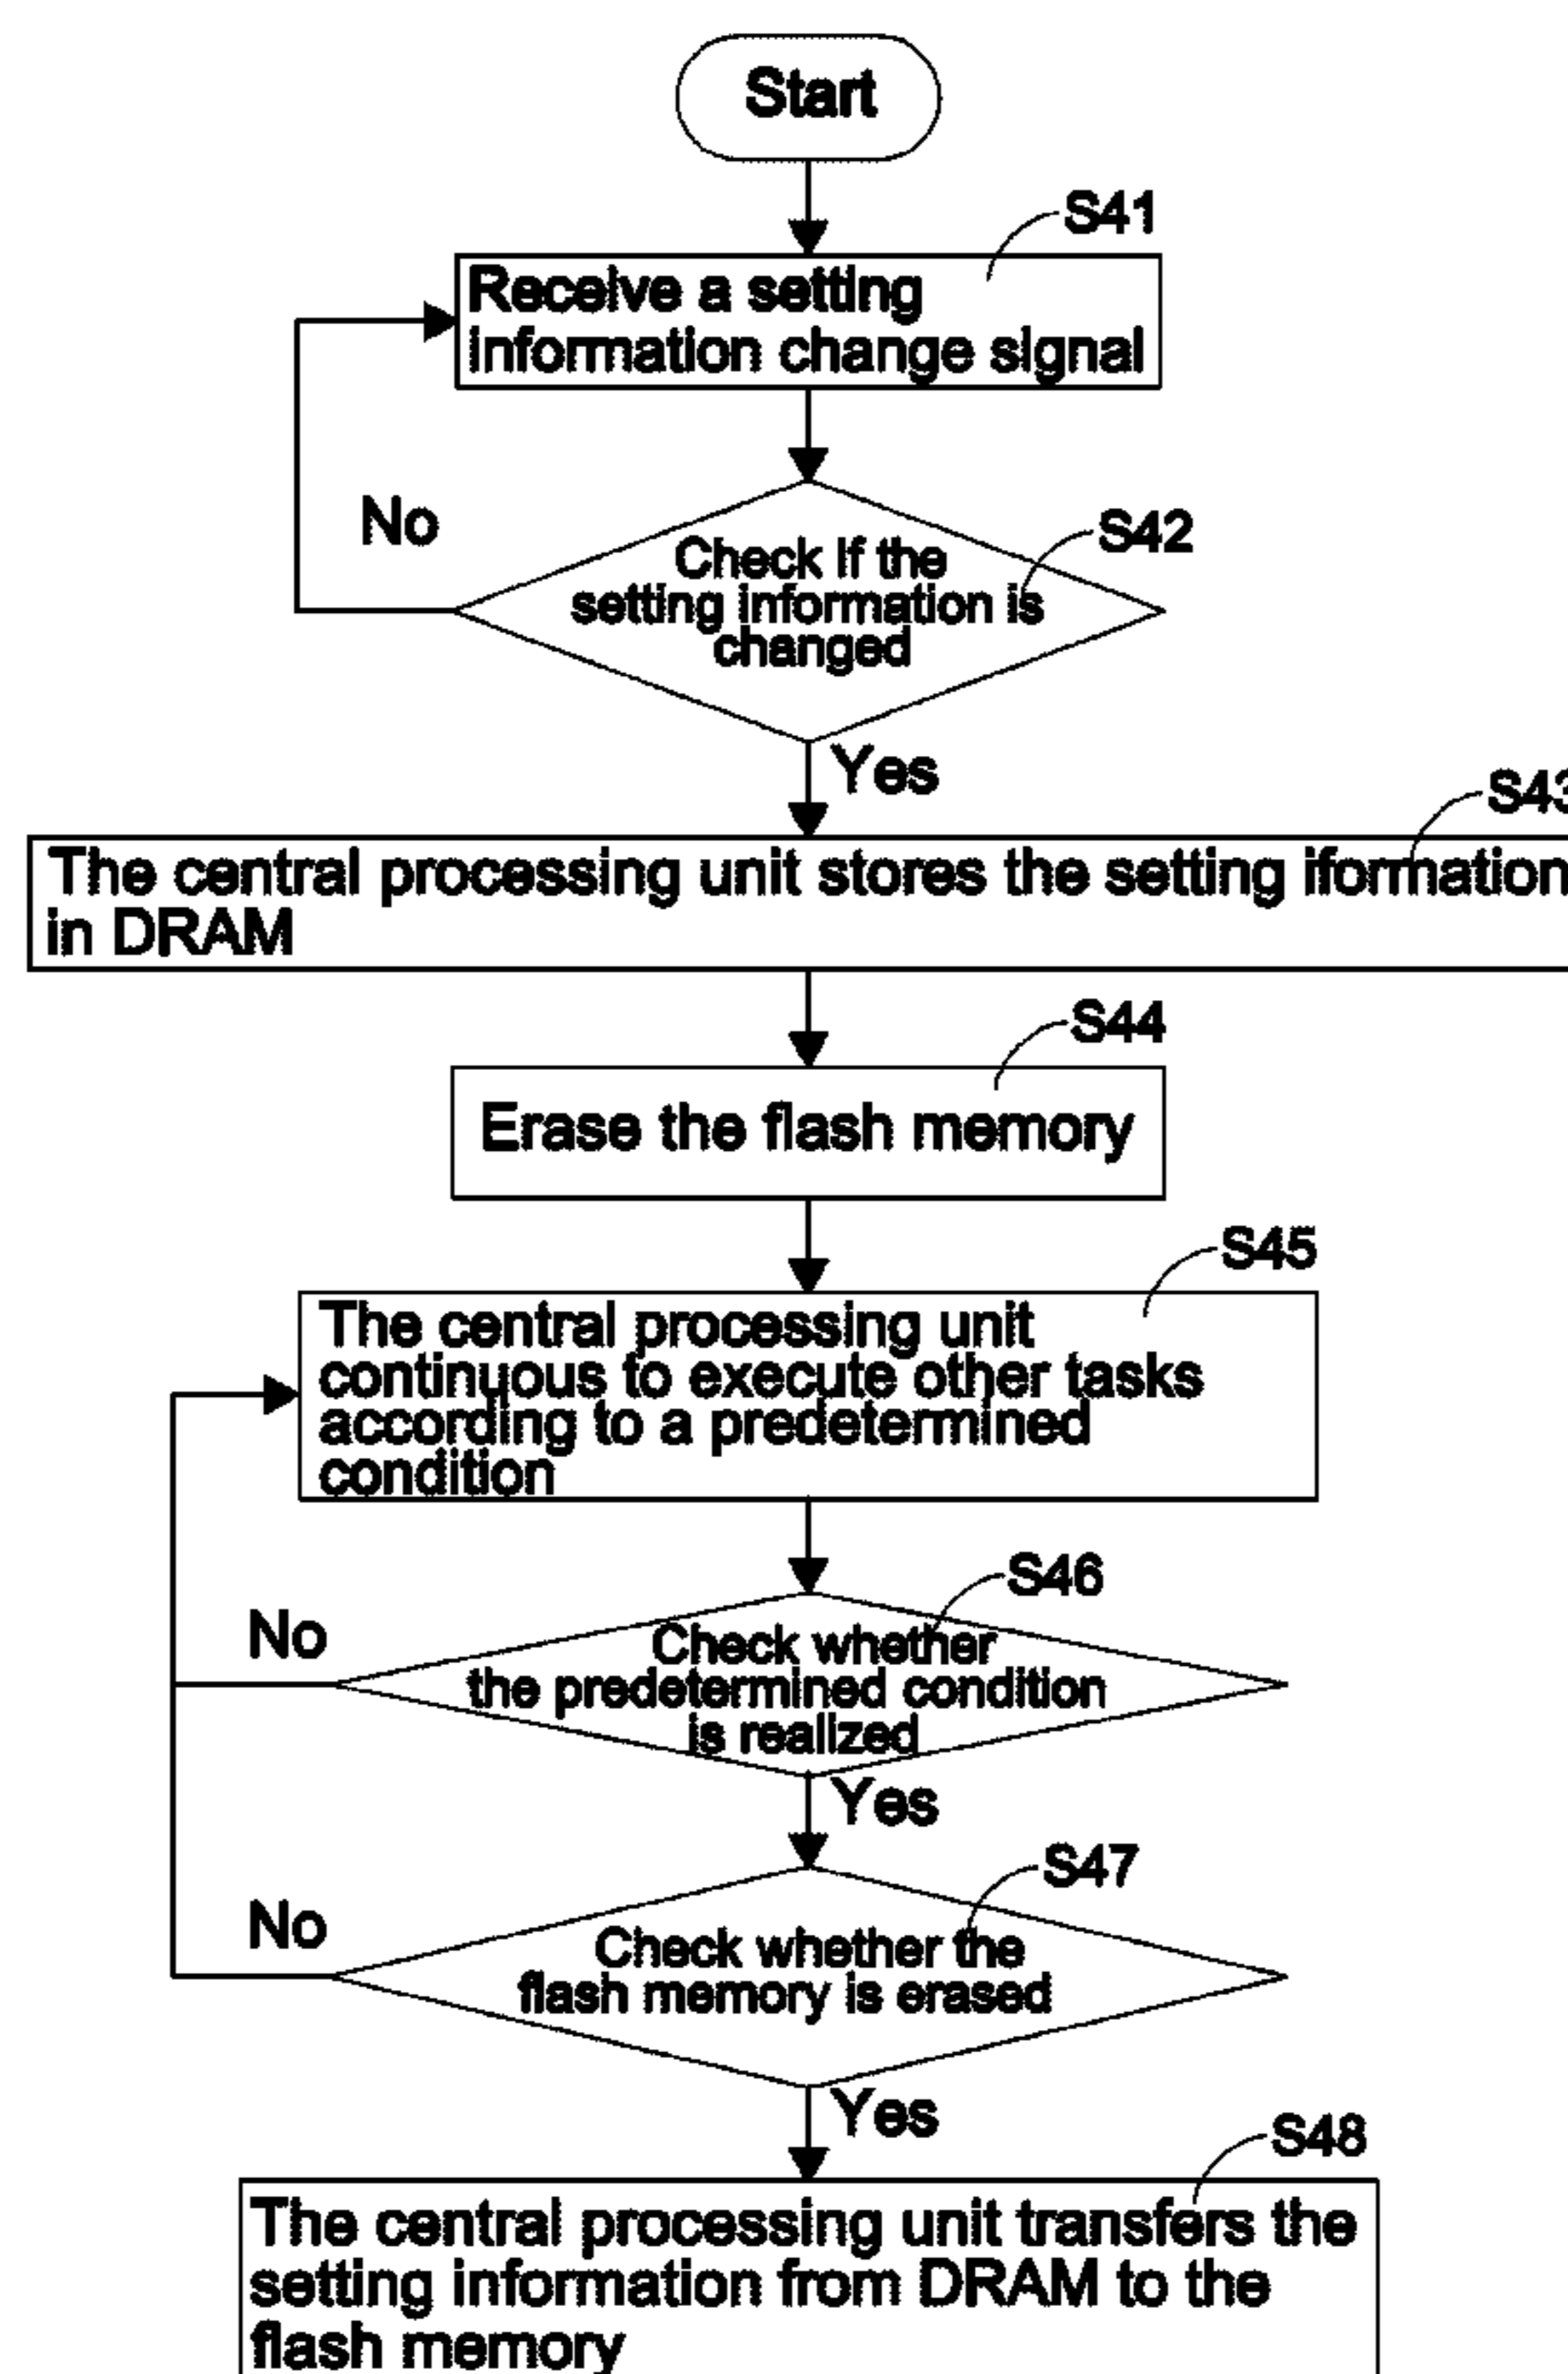 Start
S41
Receive a setting
information change signal
No
S42
Check if the
setting information is
changed
Yes
S43
The central processing unit stores the setting iformation
in DRAM
S44
Erase the flash memory
S45
The central processing unit
continuous to execute other tasks
according to a predetermined
condition
S46
No
Check whether
the predetermined condition
is realized
Yes
S47
No
Check whether the
flash memory is erased
Yes
S48
The central processing unit transfers the
setting information from DRAM to the
flash memory